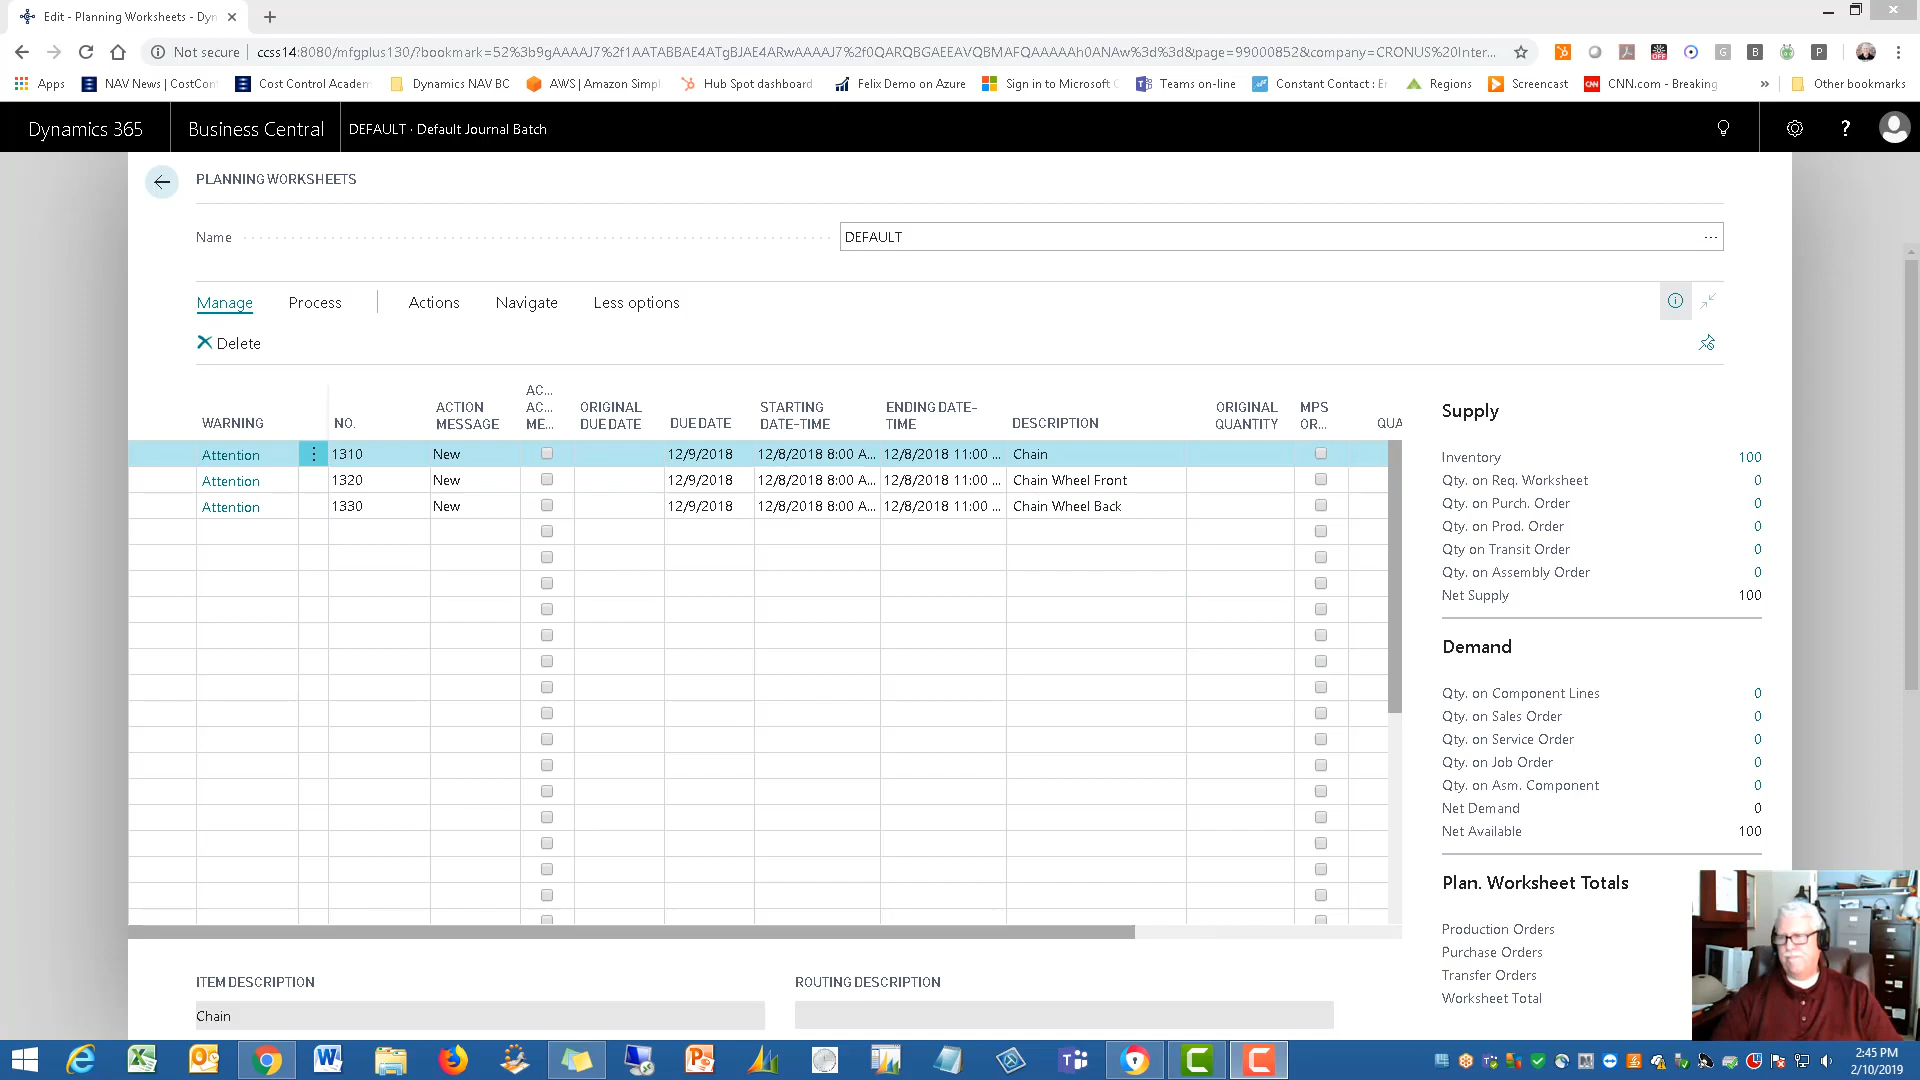 Edit - Planning Worksheets - Dyn
Not secure
ccss14:8080/mfgplus130/?bookmark=52%3b9gAAAAJ7%2f1AATABBAE4ATgBJAE4ARwAAAAJ7%2f0QARQBGAEEAVQBMAFQAAAAAh0ANAw%3d%3d&page=99000852&company=CRONUS%20Inter...
G B P
OFF
Apps
NAV News | CostCont
Cost Control Academ
Dynamics NAV BC
AWS | Amazon Simpl
Hub Spot dashboard
Felix Demo on Azure
Sign in to Microsoft C
Teams on-line
Constant Contact : Er
Regions
Screencast
CNN.com - Breaking
»
Other bookmarks
Dynamics 365
Business Central
DEFAULT · Default Journal Batch
?
PLANNING WORKSHEETS
Name
DEFAULT
...
Manage
Process
Actions
Navigate
Less options
Delete
WARNING
NO.
ACTION MESSAGE
AC... AC... ME...
ORIGINAL DUE DATE
DUE DATE
STARTING DATE-TIME
ENDING DATE-TIME
DESCRIPTION
ORIGINAL QUANTITY
MPS OR...
QUA
Attention 1310 New 12/9/2018 12/8/2018 8:00 A... 12/8/2018 11:00 ... Chain
Attention 1320 New 12/9/2018 12/8/2018 8:00 A... 12/8/2018 11:00 ... Chain Wheel Front
Attention 1330 New 12/9/2018 12/8/2018 8:00 A... 12/8/2018 11:00 ... Chain Wheel Back
Supply
Inventory 100
Qty. on Req. Worksheet 0
Qty. on Purch. Order 0
Qty. on Prod. Order 0
Qty on Transit Order 0
Qty. on Assembly Order 0
Net Supply 100
Demand
Qty. on Component Lines 0
Qty. on Sales Order 0
Qty. on Service Order 0
Qty. on Job Order 0
Qty. on Asm. Component 0
Net Demand 0
Net Available 100
Plan. Worksheet Totals
Production Orders
Purchase Orders
Transfer Orders
Worksheet Total
ITEM DESCRIPTION
Chain
ROUTING DESCRIPTION
2:45 PM
2/10/2019